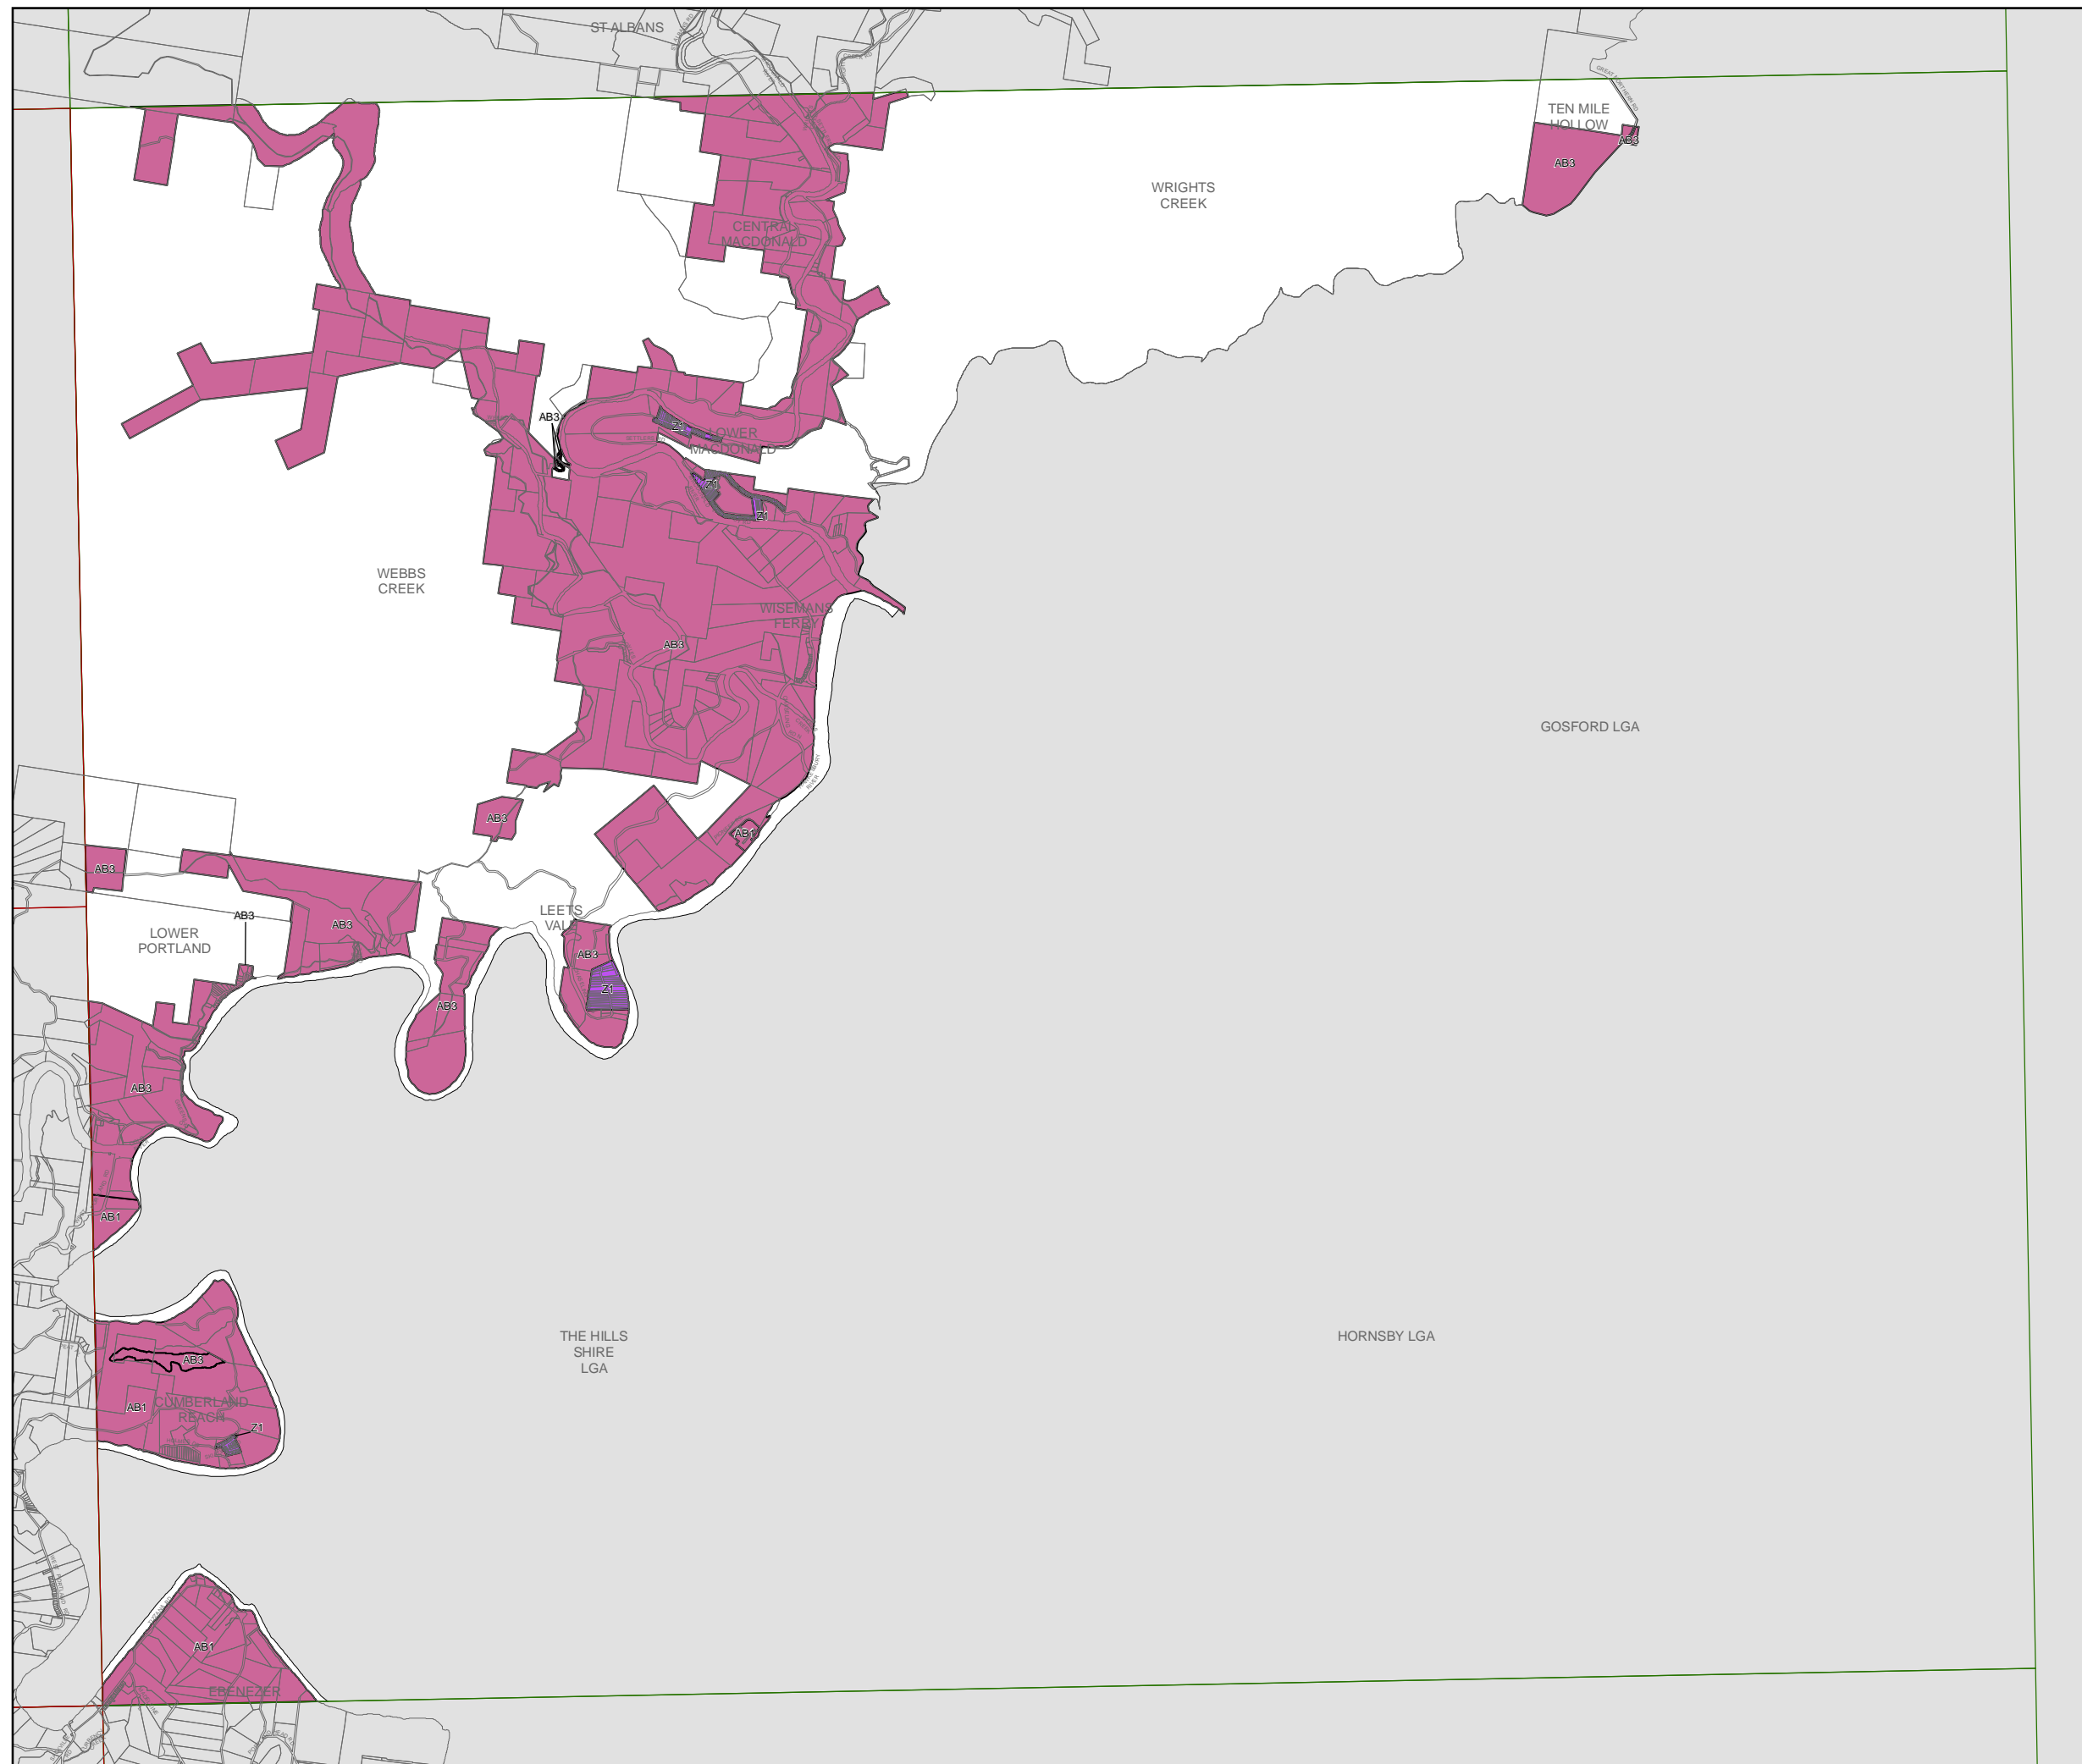 ST ALBANS
TEN MILE
HOLLOW
AB3
AB3
WRIGHTS
CREEK
CENTRAL
MACDONALD
AB3
Z1
LOWER
MACDONALD
Z1
Z1
WEBBS
CREEK
WISEMANS
FERRY
AB3
GOSFORD LGA
AB3
AB1
AB3
LEETS
VALE
AB3
AB3
LOWER
PORTLAND
AB3
Z1
AB3
AB3
AB1
THE HILLS
SHIRE
LGA
HORNSBY LGA
AB3
AB1
CUMBERLAND
REACH
Z1
AB1
EBENEZER